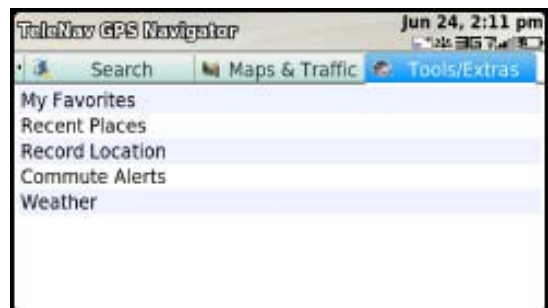 TeleNav GPS Navigator
Jun 24, 2:11 pm
3G
Search
Maps & Traffic
Tools/Extras
My Favorites
Recent Places
Record Location
Commute Alerts
Weather